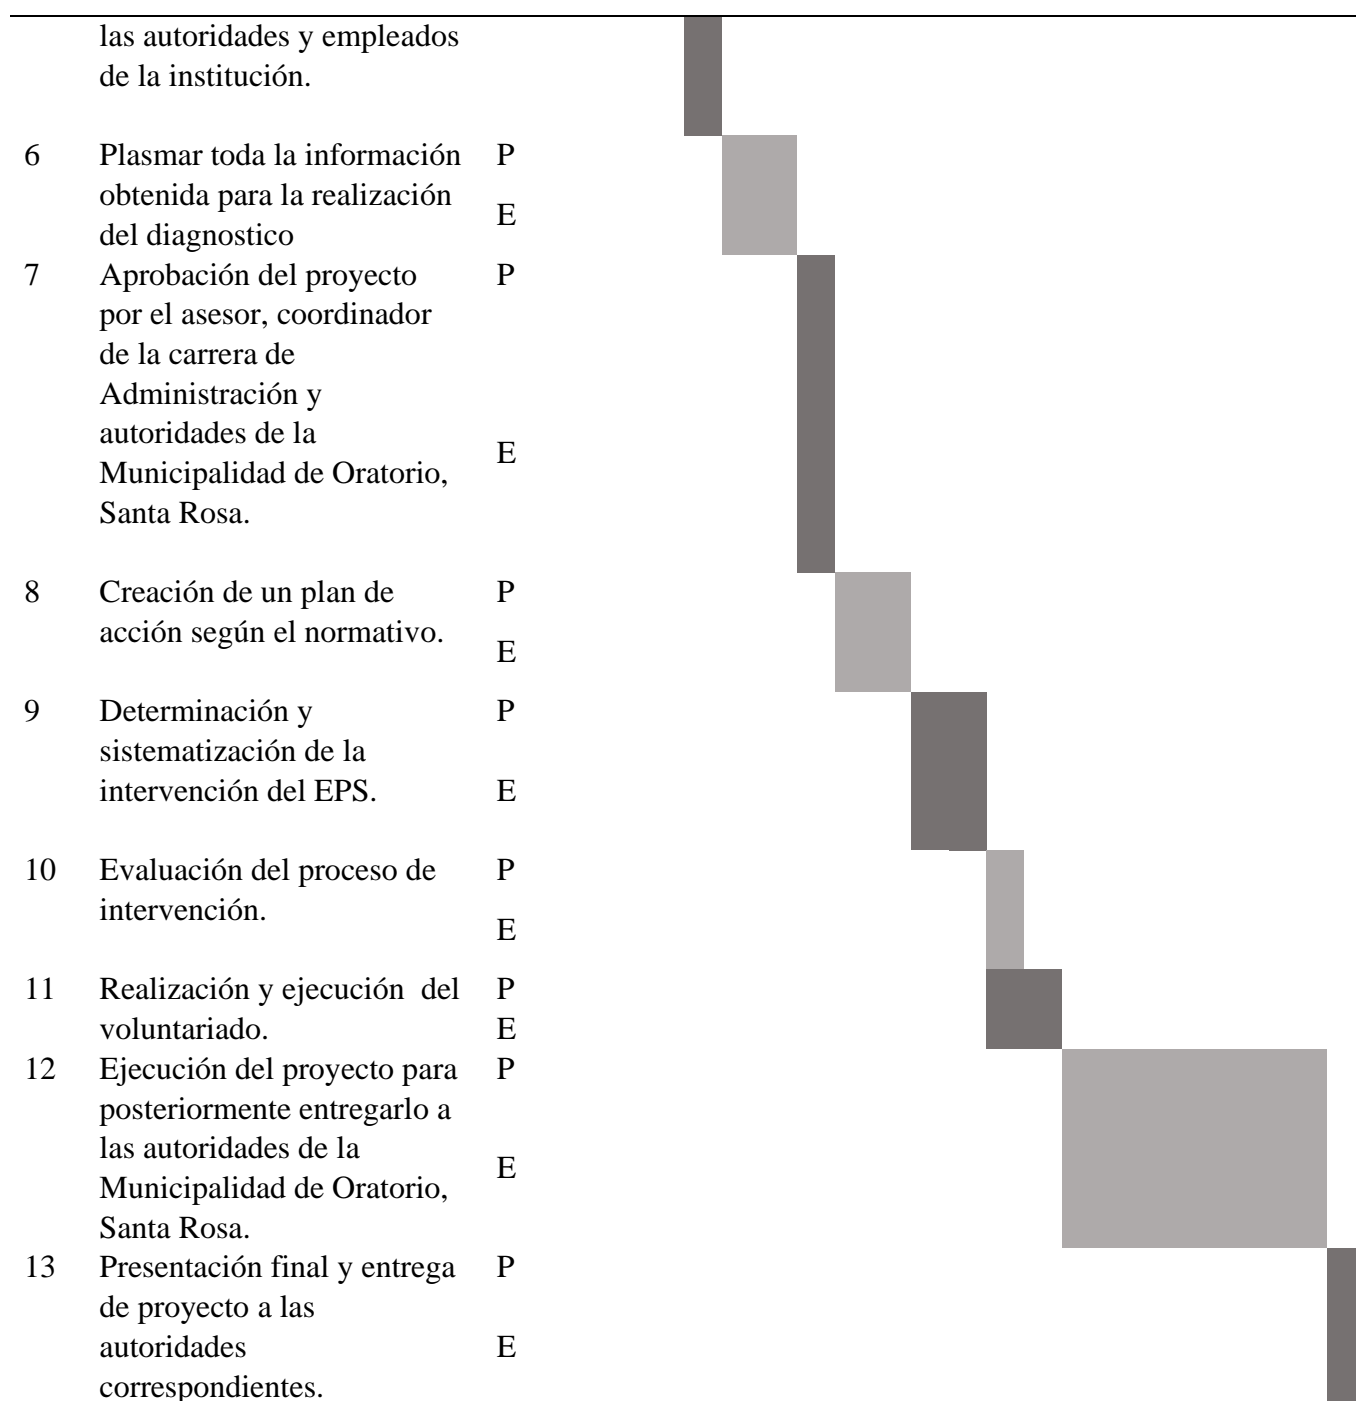 las autoridades y empleados
de la institución.
6 Plasmar toda la información P
obtenida para la realización
E
del diagnostico
7 Aprobación del proyecto P
por el asesor, coordinador
de la carrera de
Administración y
autoridades de la
E
Municipalidad de Oratorio,
Santa Rosa.
8 Creación de un plan de P
acción según el normativo.
E
9 Determinación y P
sistematización de la
intervención del EPS. E
10 Evaluación del proceso de P
intervención.
E
11 Realización y ejecución  del P
voluntariado. E
12 Ejecución del proyecto para P
posteriormente entregarlo a
las autoridades de la
E
Municipalidad de Oratorio,
Santa Rosa.
13 Presentación final y entrega P
de proyecto a las
autoridades E
correspondientes.